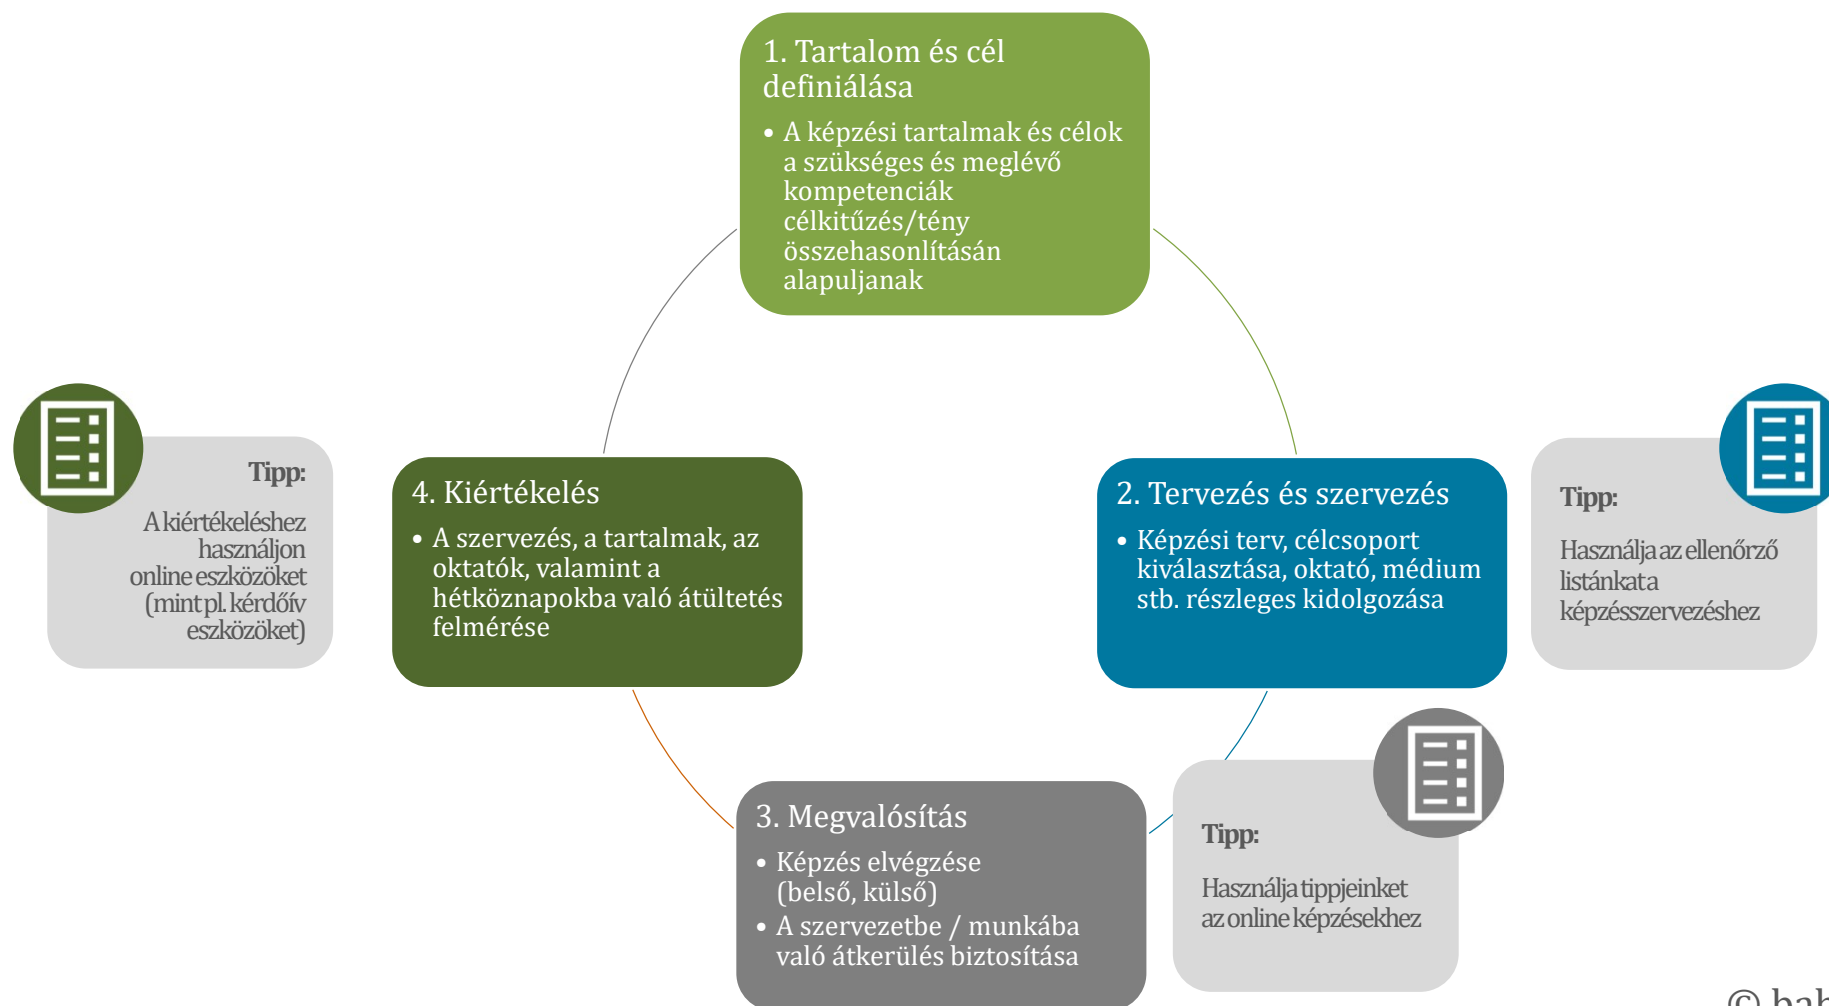 1. Tartalom és cél
definiálása
• A képzési tartalmak és célok
a szükséges és meglévő
kompetenciák
célkitűzés/tény
összehasonlításán
alapuljanak
Tipp:
A kiértékeléshez
használjon
online eszközöket
(mint pl. kérdőív
eszközöket)
4. Kiértékelés
• A szervezés, a tartalmak, az
oktatók, valamint a
hétköznapokba való átültetés
felmérése
2. Tervezés és szervezés
• Képzési terv, célcsoport
kiválasztása, oktató, médium
stb. részleges kidolgozása
Tipp:
Használja az ellenőrző
listánkat a
képzésszervezéshez
3. Megvalósítás
• Képzés elvégzése
(belső, külső)
• A szervezetbe / munkába
való átkerülés biztosítása
Tipp:
Használja tippjeinket
az online képzésekhez
©